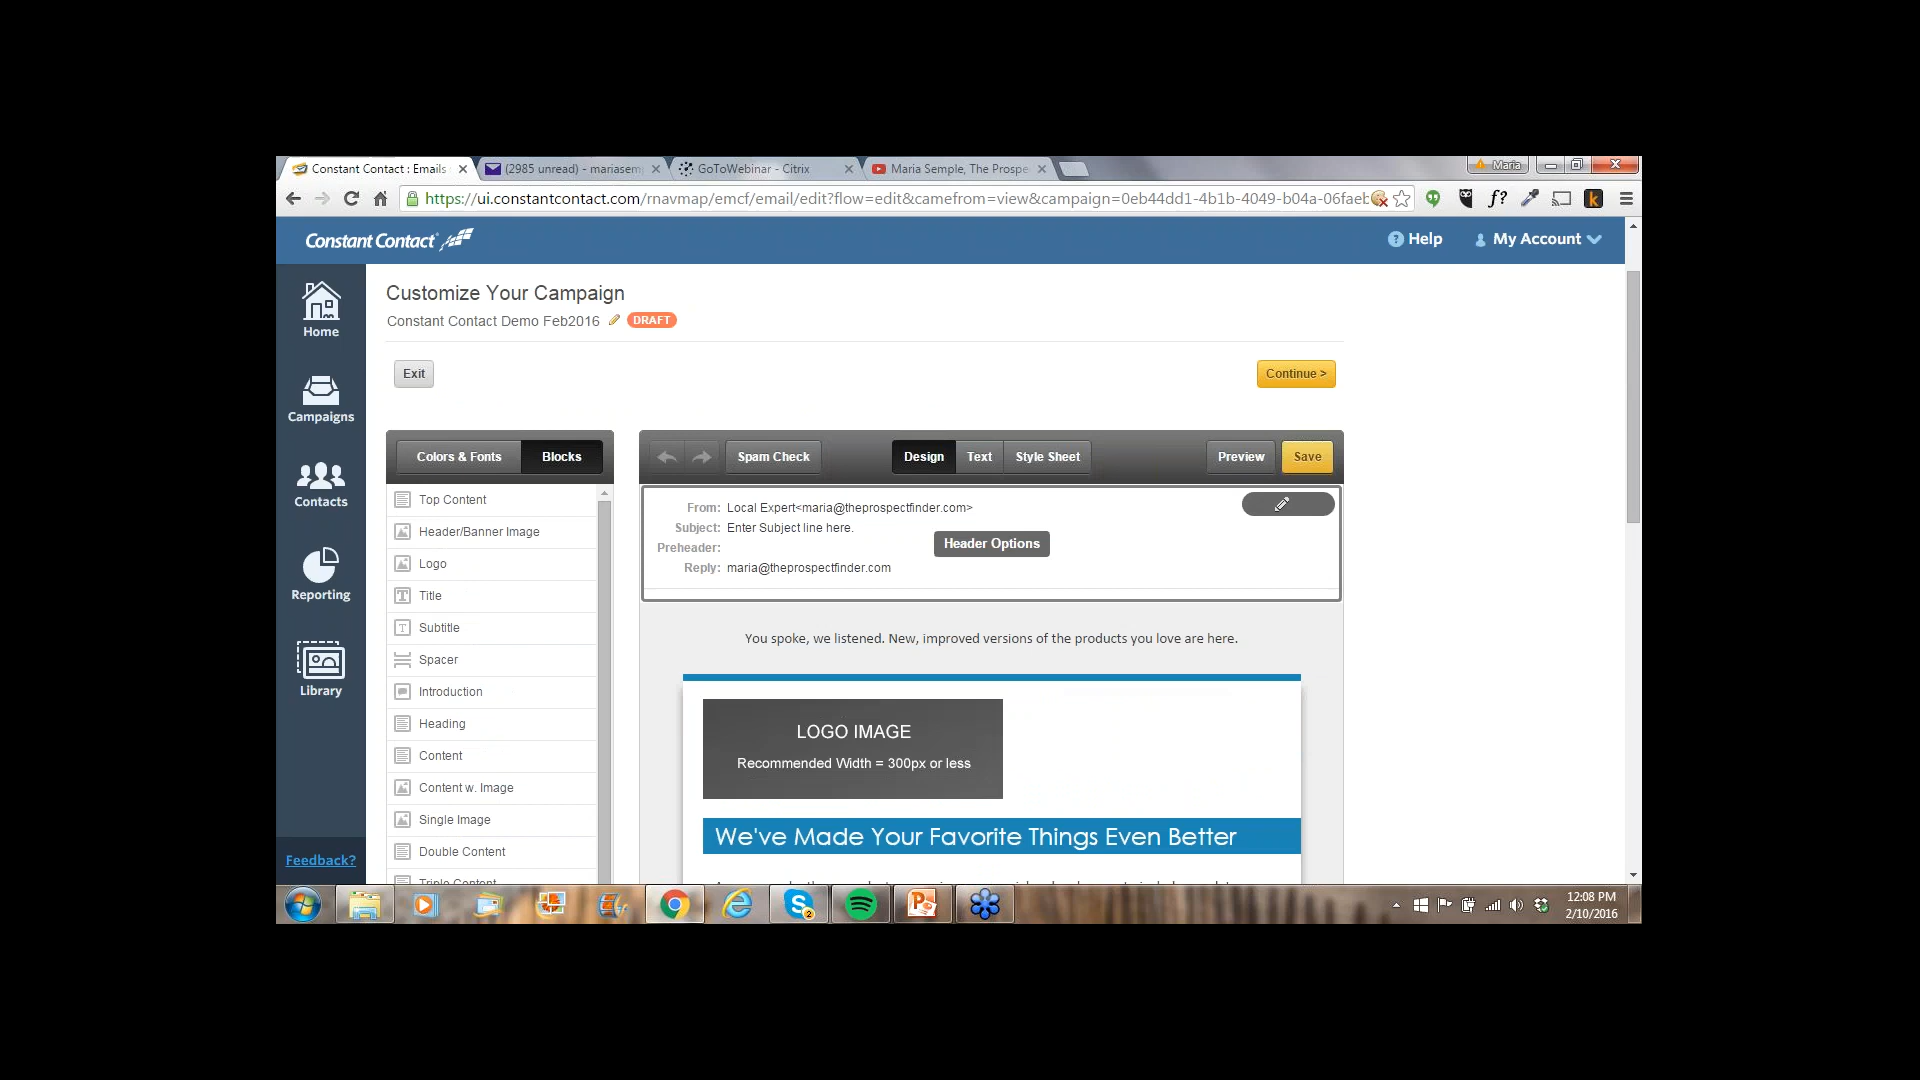 Constant Contact : Emails
(2985 unread) - mariasem
GoToWebinar - Citrix
Maria Semple, The Prospe
Maria
https://ui.constantcontact.com/rnavmap/emcf/email/edit?flow=edit&camefrom=view&campaign=0eb44dd1-4b1b-4049-b04a-06faeb
Constant Contact
Help
My Account
Home
Campaigns
Contacts
Reporting
Library
Feedback?
Customize Your Campaign
Constant Contact Demo Feb2016 DRAFT
Exit
Continue >
Colors & Fonts
Blocks
Top Content
Header/Banner Image
Logo
Title
Subtitle
Spacer
Introduction
Heading
Content
Content w. Image
Single Image
Double Content
Triple Content
Spam Check
Design
Text
Style Sheet
Preview
Save
From: Local Expert<maria@theprospectfinder.com>
Subject: Enter Subject line here.
Preheader:
Header Options
Reply: maria@theprospectfinder.com
You spoke, we listened. New, improved versions of the products you love are here.
LOGO IMAGE
Recommended Width = 300px or less
We've Made Your Favorite Things Even Better
2
12:08 PM
2/10/2016